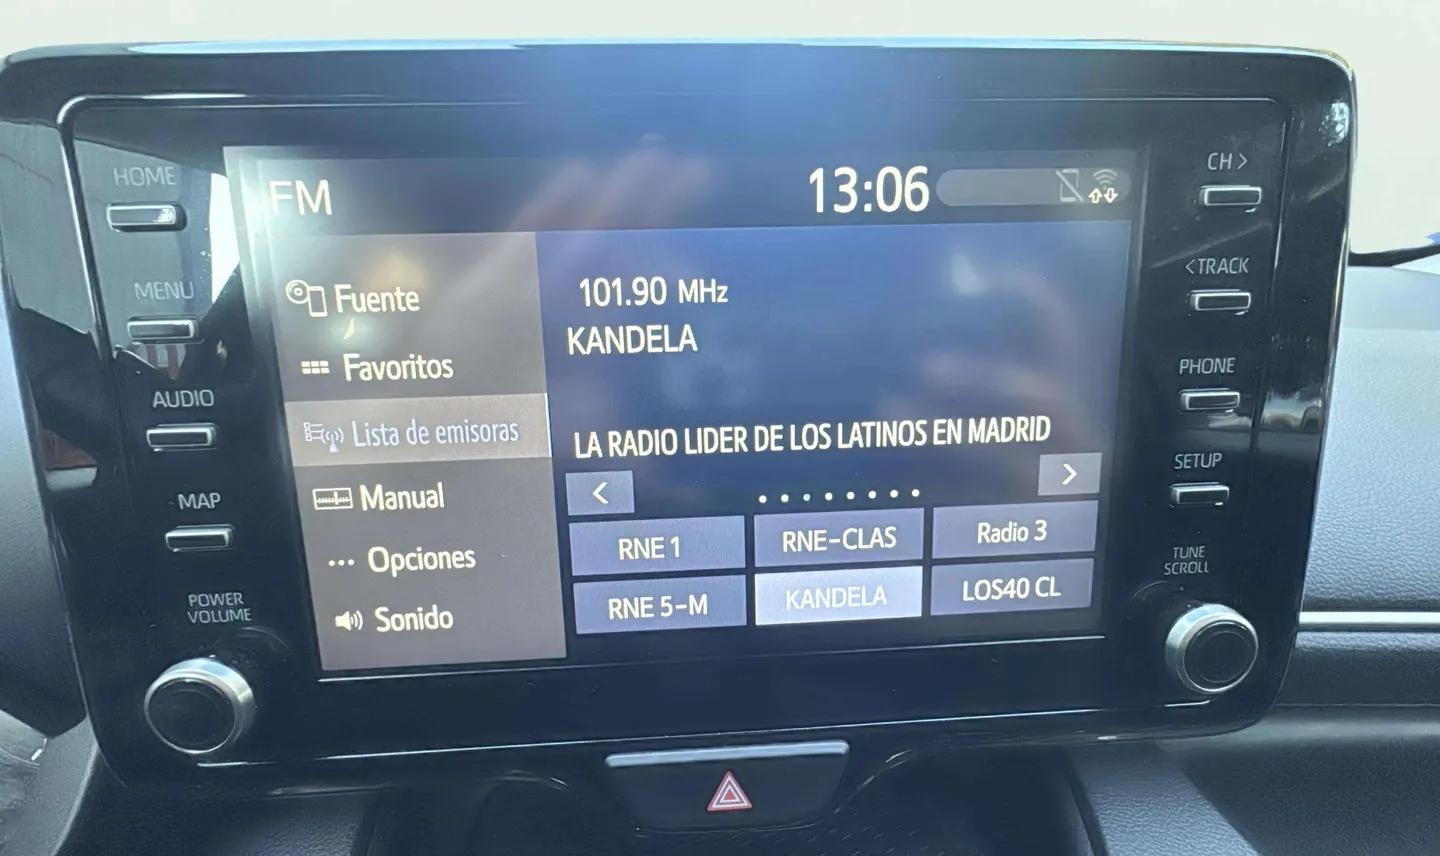 HOME
MENU
AUDIO
MAP
POWER
VOLUME
FM
13:06
Fuente
Favoritos
Lista de emisoras
Manual
Opciones
Sonido
101.90 MHz
KANDELA
LA RADIO LIDER DE LOS LATINOS EN MADRID
< >
RNE 1 RNE-CLAS Radio 3
RNE 5-M KANDELA LOS40 CL
CH >
< TRACK
PHONE
SETUP
TUNE
SCROLL